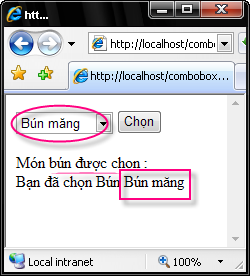 htt...
http://localhost/combo
http://localhost/combobox...
Bún măng
Chọn
Món bún được chọn :
Bạn đã chọn Bún Bún măng
Local intranet
100%